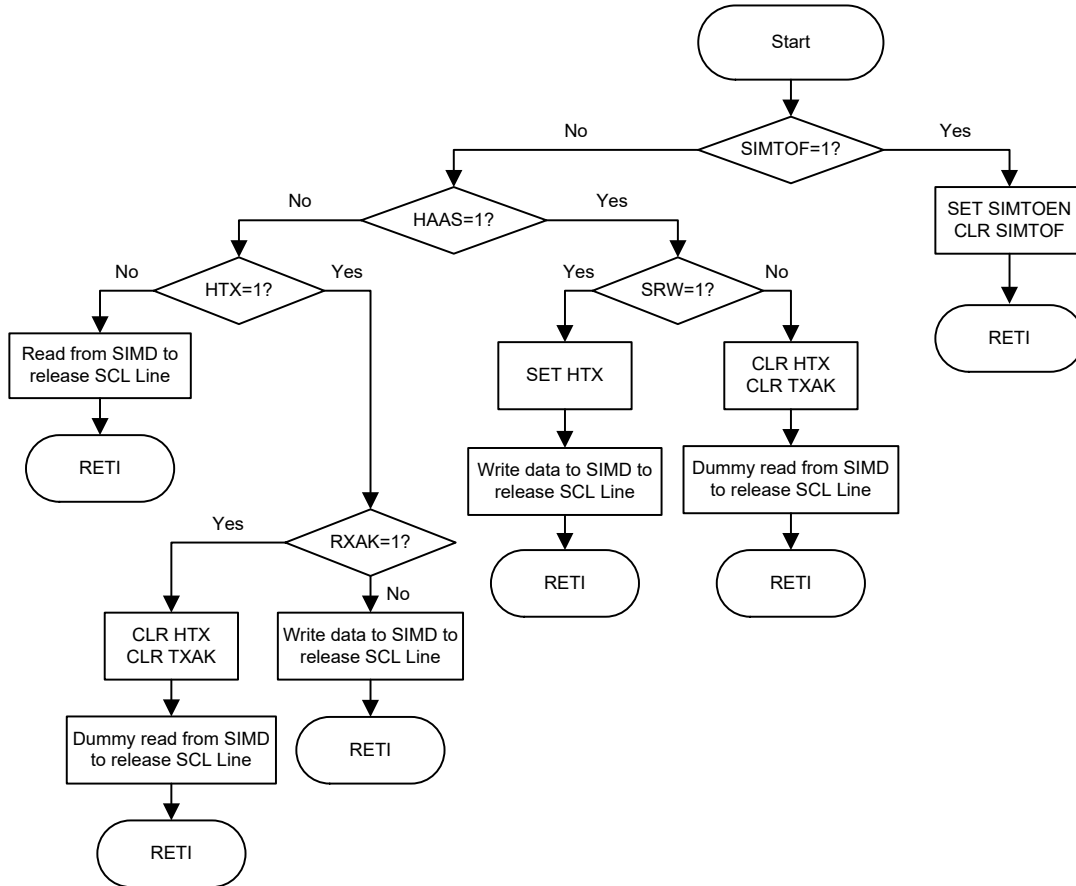 Start
No
SIMTOF=1?
Yes
No
HAAS=1?
Yes
SET SIMTOEN
CLR SIMTOF
No
HTX=1?
Yes
Yes
SRW=1?
No
RETI
Read from SIMD to
release SCL Line
SET HTX
CLR HTX
CLR TXAK
RETI
Write data to SIMD to
release SCL Line
Dummy read from SIMD
to release SCL Line
Yes
RXAK=1?
No
RETI
RETI
CLR HTX
CLR TXAK
Write data to SIMD to
release SCL Line
Dummy read from SIMD
to release SCL Line
RETI
RETI